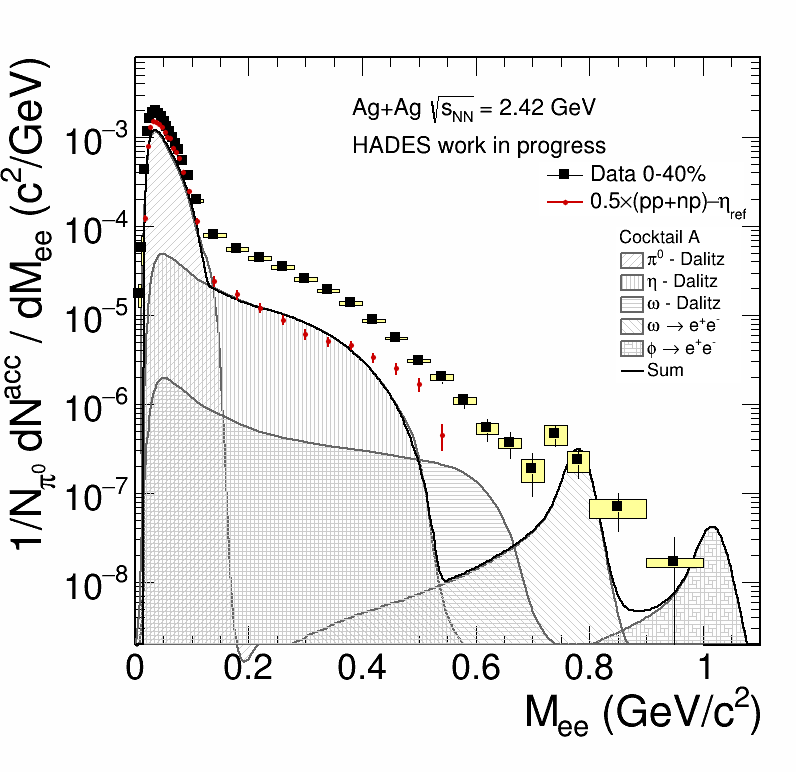 1/N_π⁰ dN^acc / dM_ee (c²/GeV)
10⁻³
10⁻⁴
10⁻⁵
10⁻⁶
10⁻⁷
10⁻⁸
Ag+Ag √s_NN = 2.42 GeV
HADES work in progress
Data 0-40%
0.5×(pp+np)–η_ref
Cocktail A
π⁰ - Dalitz
η - Dalitz
ω - Dalitz
ω → e⁺e⁻
ϕ → e⁺e⁻
Sum
0 0.2 0.4 0.6 0.8 1
M_ee (GeV/c²)